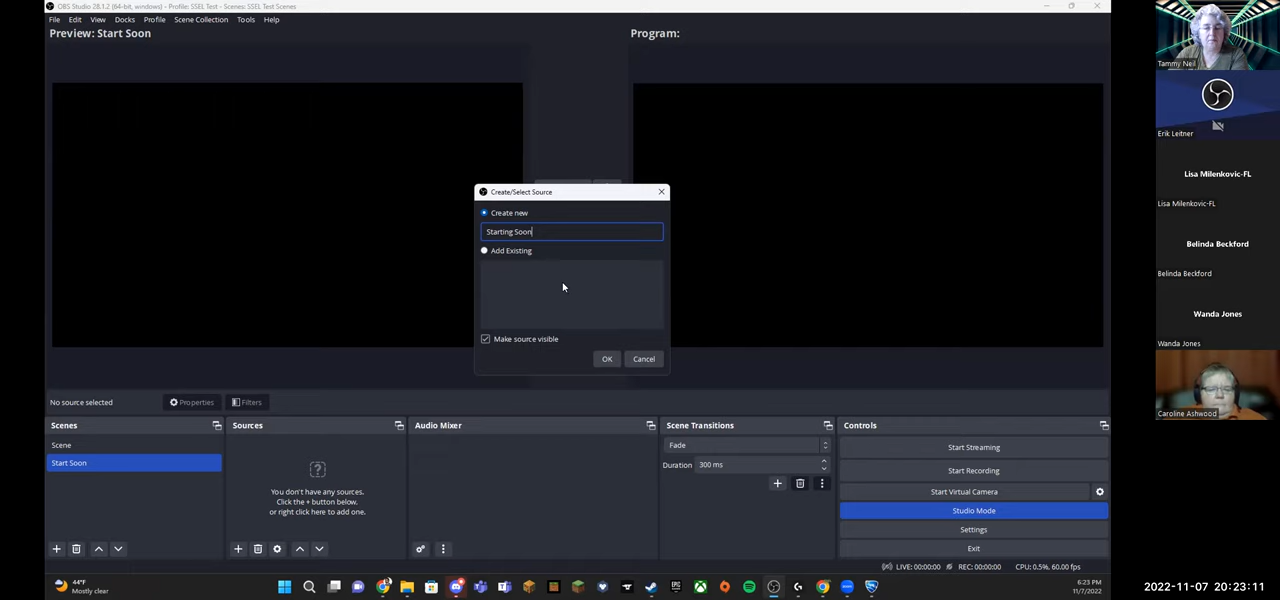 OBS Studio 28.1.2 (64-bit, windows) - Profile: SSEL Test - Scenes: SSEL Test Scenes
File Edit View Docks Profile Scene Collection Tools Help
Preview: Start Soon
Program:
Create/Select Source
Create new
Starting Soon
Add Existing
Make source visible
OK Cancel
No source selected
Properties
Filters
Scenes
Scene
Start Soon
Sources
You don't have any sources.
Click the + button below,
or right click here to add one.
Audio Mixer
Scene Transitions
Fade
Duration 300 ms
Controls
Start Streaming
Start Recording
Start Virtual Camera
Studio Mode
Settings
Exit
LIVE: 00:00:00 REC: 00:00:00 CPU: 0.5%, 60.00 fps
44°F
Mostly clear
6:23 PM
11/7/2022
Tammy Neil
Erik Leitner
Lisa Milenkovic-FL
Lisa Milenkovic-FL
Belinda Beckford
Belinda Beckford
Wanda Jones
Wanda Jones
Caroline Ashwood
2022-11-07 20:23:11